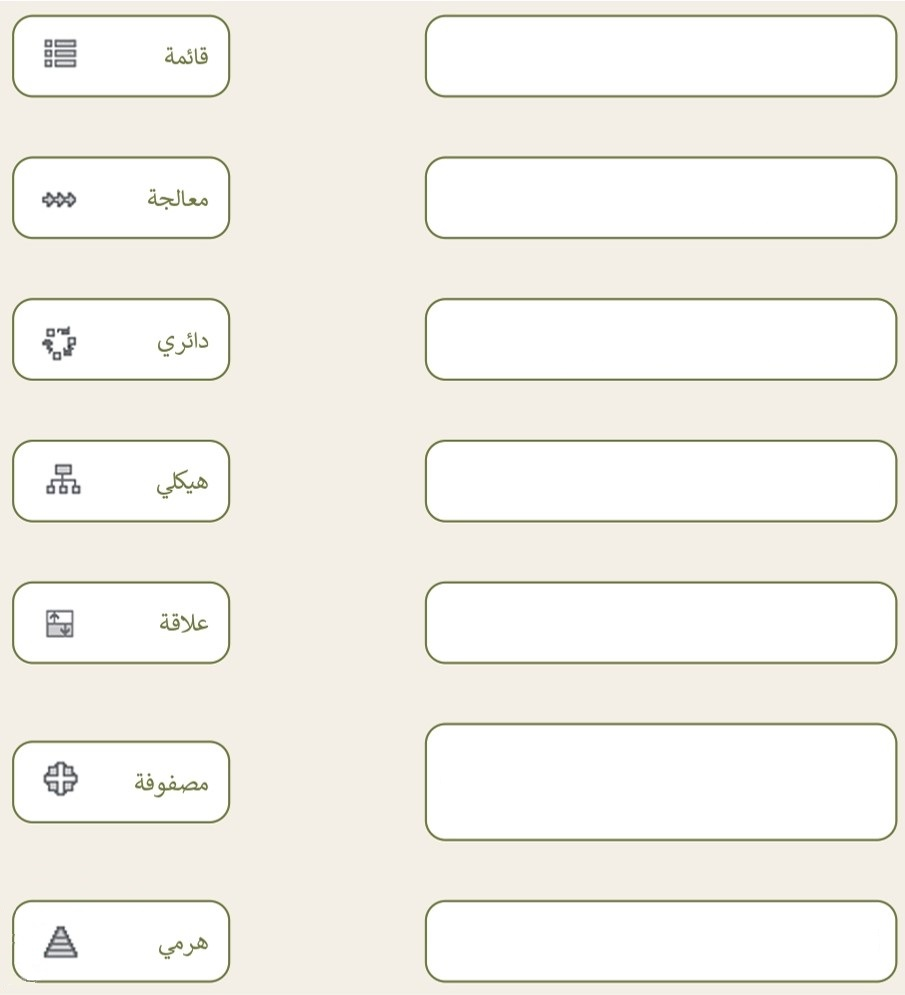 قائمة
معالجة
دائري
هيكلي
علاقة
مصفوفة
هرمي